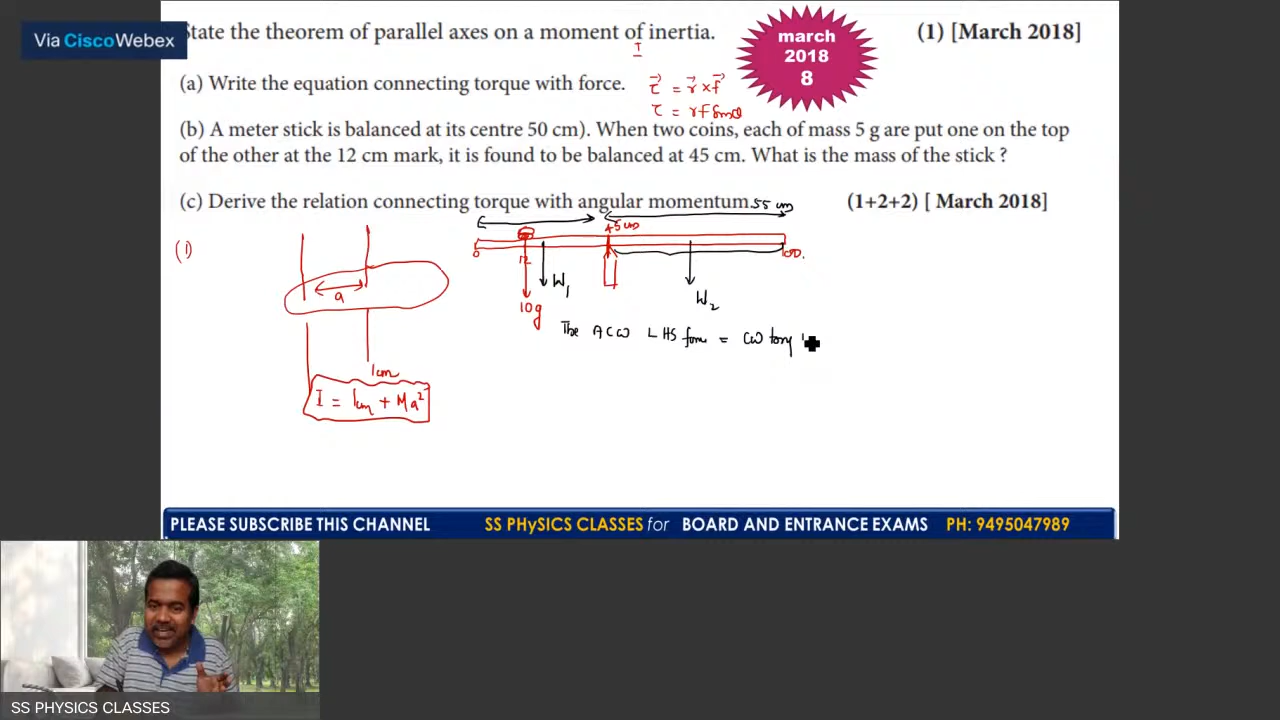 Via Cisco Webex
State the theorem of parallel axes on a moment of inertia. (1) [March 2018]
I
march
2018
8
(a) Write the equation connecting torque with force. τ = r × f
τ = rf sinθ
(b) A meter stick is balanced at its centre 50 cm). When two coins, each of mass 5 g are put one on the top
of the other at the 12 cm mark, it is found to be balanced at 45 cm. What is the mass of the stick ?
(c) Derive the relation connecting torque with angular momentum. (1+2+2) [ March 2018]
55 cm
45 cm
(1)
0 12 100.
a
W1
W2
10g
The ACW LHS = CW
Icm
I = Icm + Ma²
PLEASE SUBSCRIBE THIS CHANNEL SS PHySICS CLASSES for BOARD AND ENTRANCE EXAMS PH: 9495047989
SS PHYSICS CLASSES